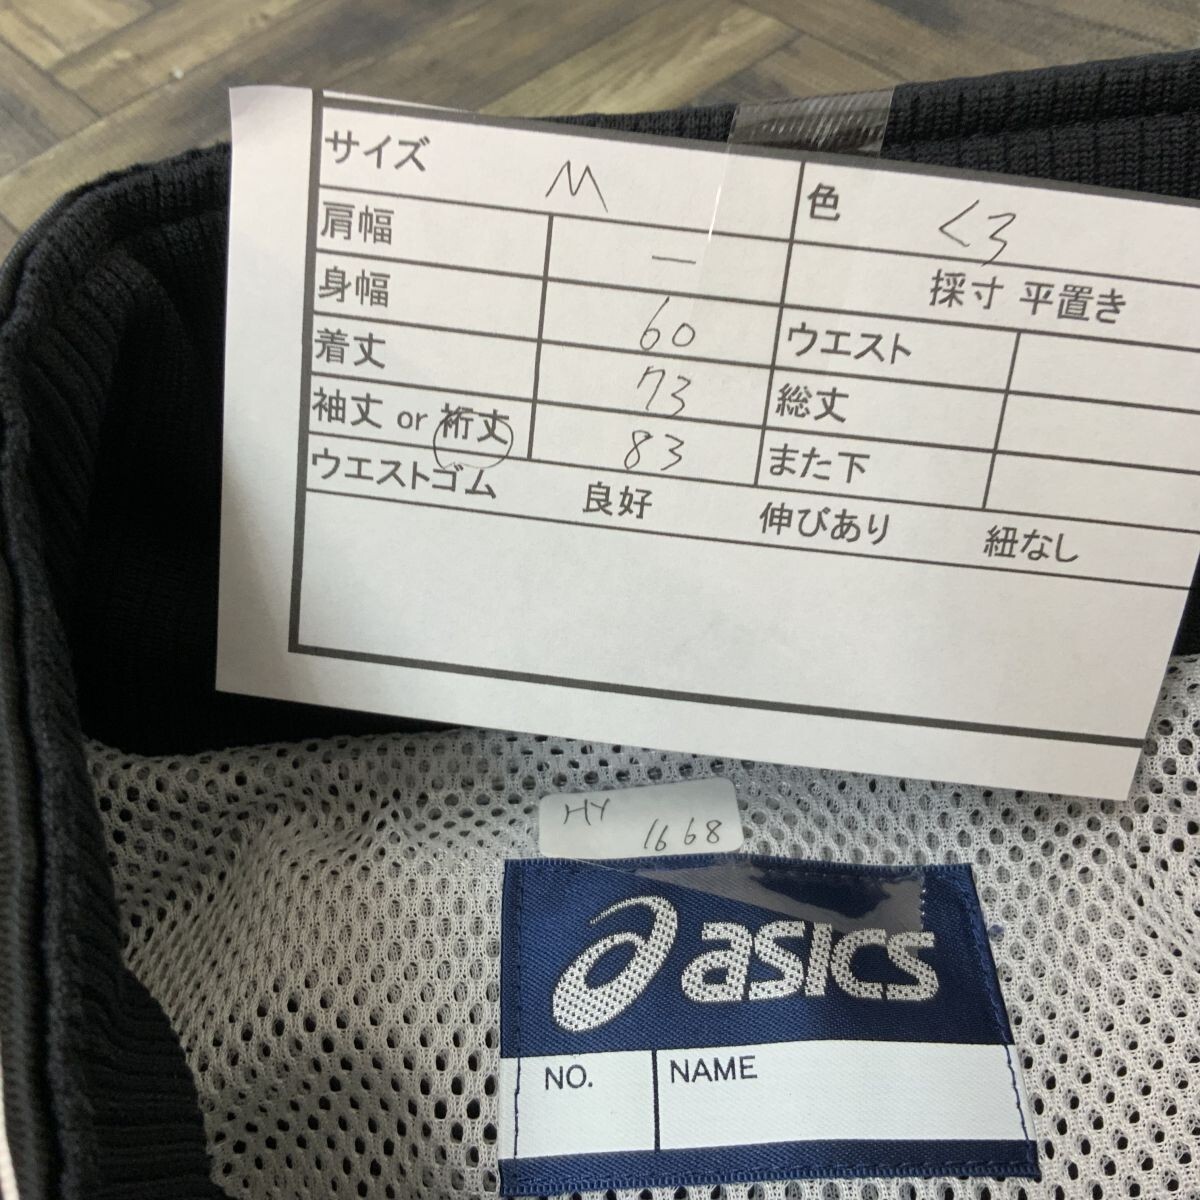 サイズ M 色 くろ
肩幅 ― 採寸 平置き
身幅 60 ウエスト
着丈 73 総丈
袖丈 or 裄丈 83 また下
ウエストゴム 良好 伸びあり 紐なし
HY 1668
asics
NO. NAME